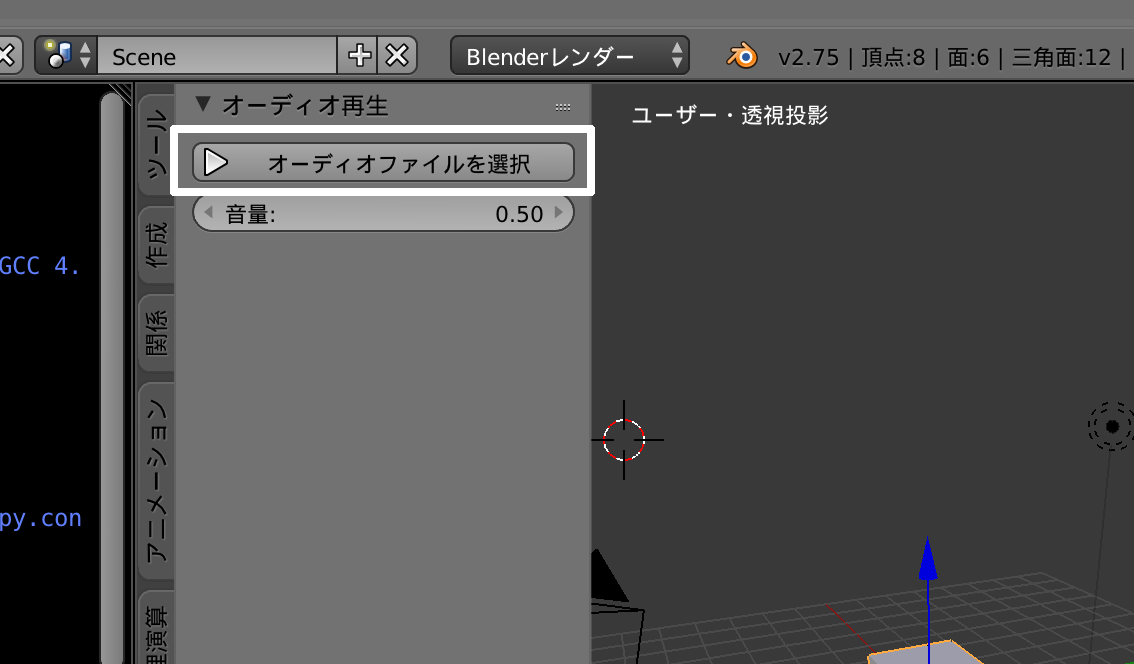 Scene
Blenderレンダー
v2.75 | 頂点:8 | 面:6 | 三角面:12 |
オーディオ再生
オーディオファイルを選択
音量: 0.50
ユーザー・透視投影
ツール
作成
関係
アニメーション
理演算
GCC 4.
py.con